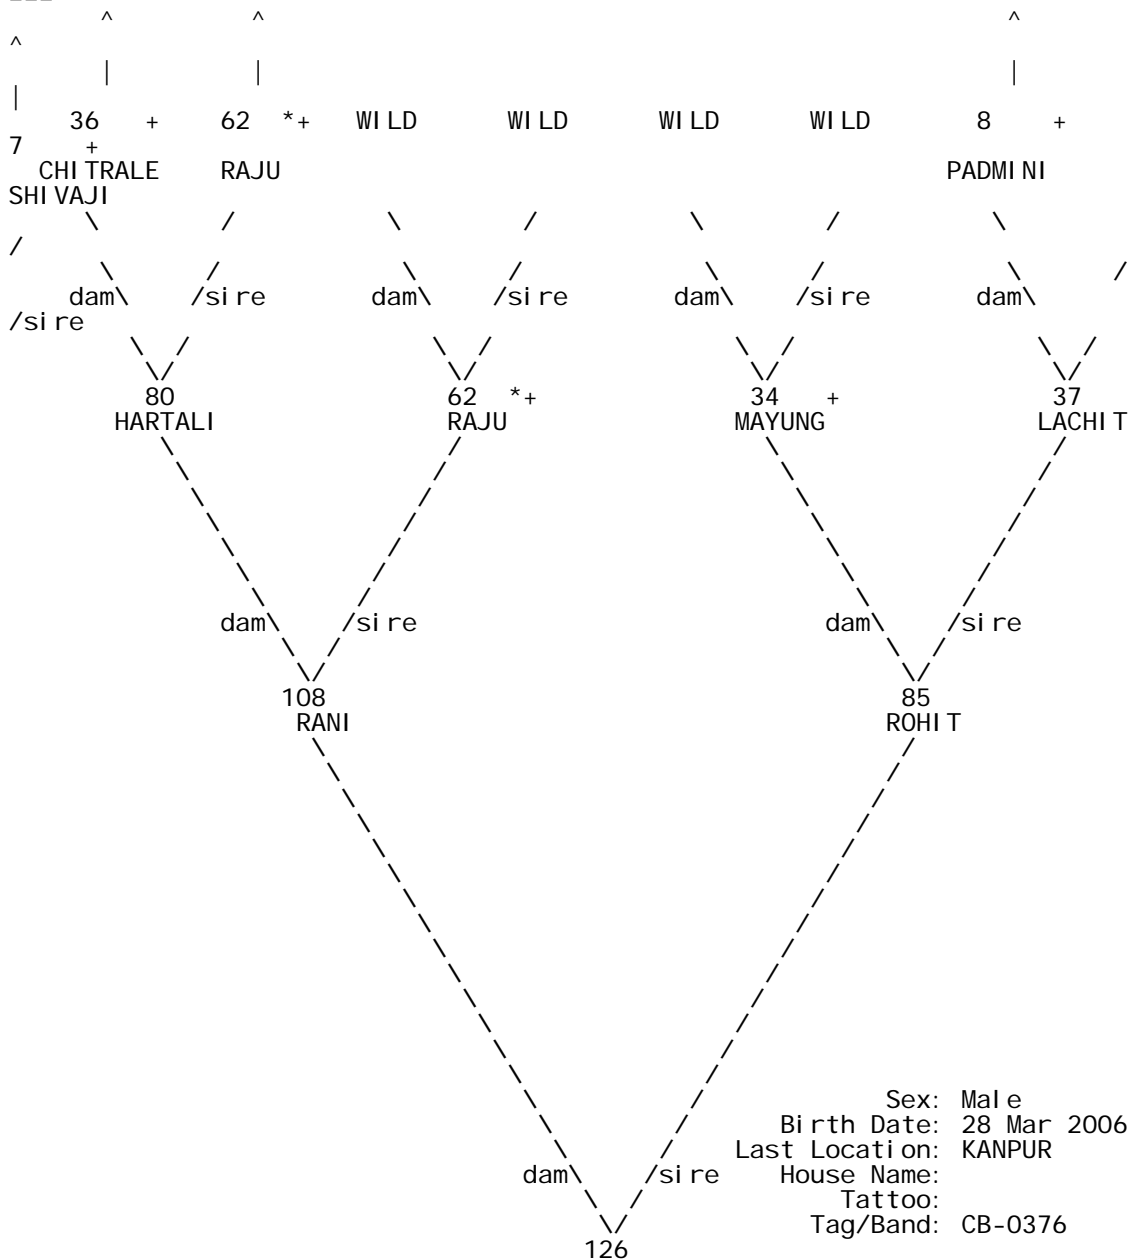 ^ ^ ^
^
| | |
|
36 + 62 *+ WILD WILD WILD WILD 8 +
7 +
CHITRALE RAJU PADMINI
SHIVAJI
\ / \ / \ / \
/
\ / \ / \ / \ /
dam\ /sire dam\ /sire dam\ /sire dam\
/sire
\ / \ / \ / \ /
\/ \/ \/ \/
80 62 *+ 34 + 37
HARTALI RAJU MAYUNG LACHIT
dam\ /sire dam\ /sire
\/ \/
108 85
RANI ROHIT
Sex: Male
Birth Date: 28 Mar 2006
Last Location: KANPUR
dam\ /sire House Name:
Tattoo:
\/ Tag/Band: CB-0376
126